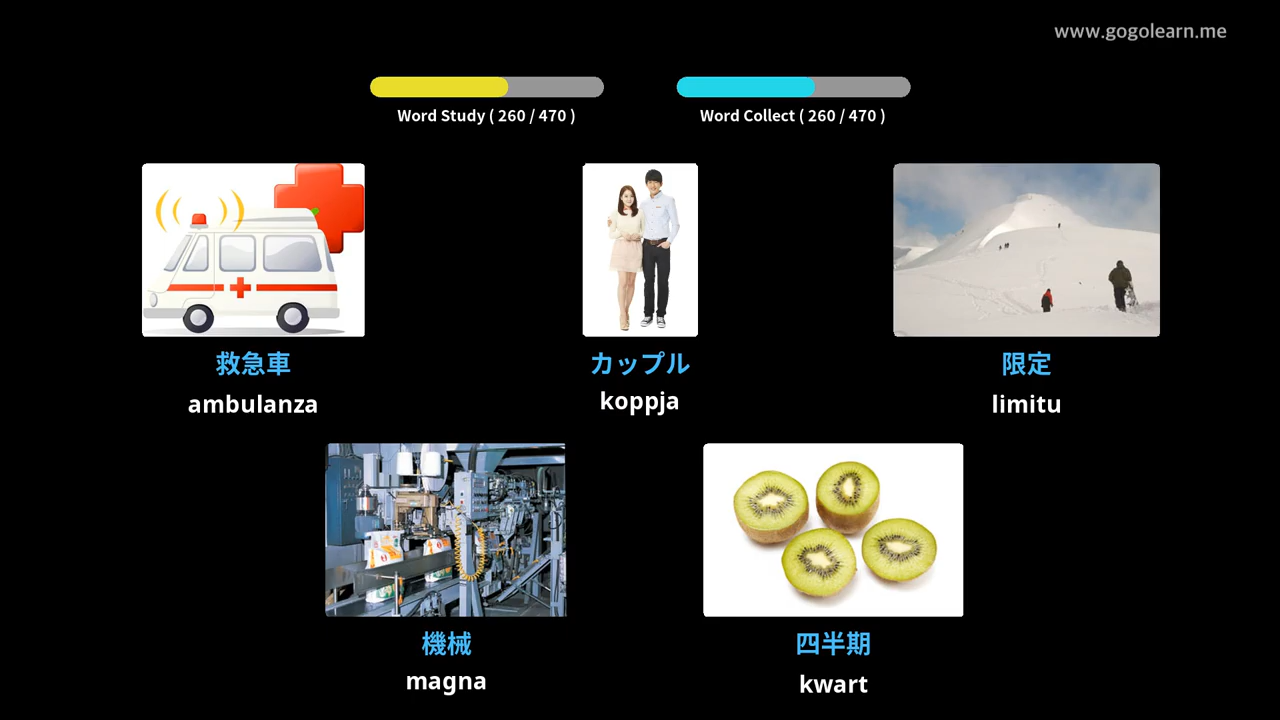 www.gogolearn.me
Word Study ( 260 / 470 )
Word Collect ( 260 / 470 )
救急車
ambulanza
カップル
koppja
限定
limitu
機械
magna
四半期
kwart